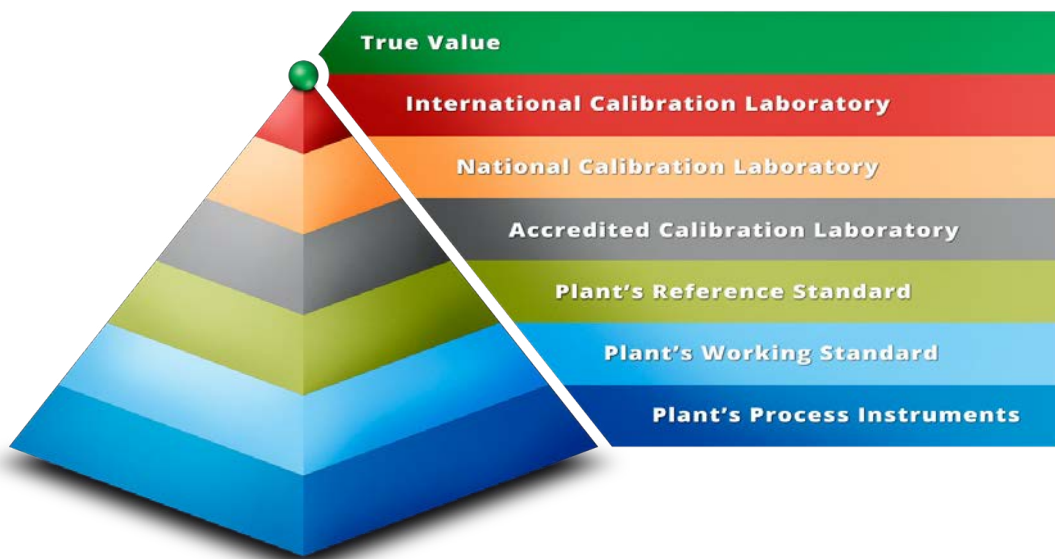 True Value
International Calibration Laboratory
National Calibration Laboratory
Accredited Calibration Laboratory
Plant's Reference Standard
Plant's Working Standard
Plant's Process Instruments